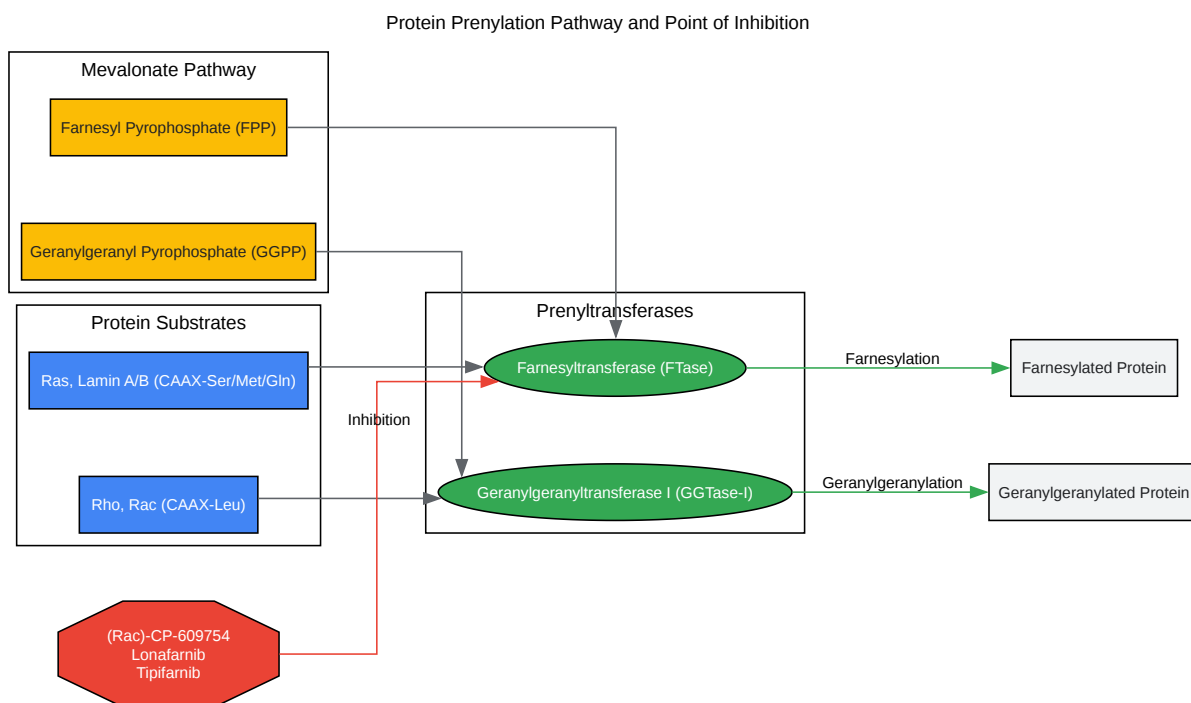 Protein Prenylation Pathway and Point of Inhibition
Mevalonate Pathway
Farnesyl Pyrophosphate (FPP)
Geranylgeranyl Pyrophosphate (GGPP)
Protein Substrates
Ras, Lamin A/B (CAAX-Ser/Met/Gln)
Rho, Rac (CAAX-Leu)
Inhibition
(Rac)-CP-609754
Lonafarnib
Tipifarnib
Prenyltransferases
Farnesyltransferase (FTase)
Geranylgeranyltransferase I (GGTase-I)
Farnesylation
Geranylgeranylation
Farnesylated Protein
Geranylgeranylated Protein